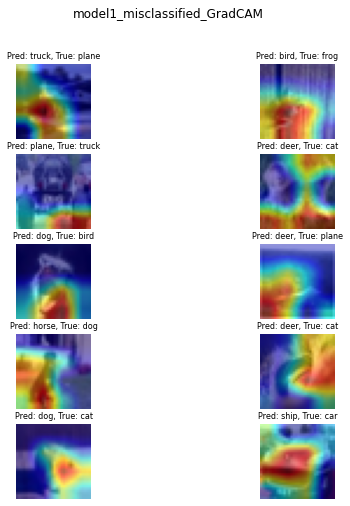 model1_misclassified_GradCAM
Pred: truck, True: plane
Pred: bird, True: frog
Pred: plane, True: truck
Pred: deer, True: cat
Pred: dog, True: bird
Pred: deer, True: plane
Pred: horse, True: dog
Pred: deer, True: cat
Pred: dog, True: cat
Pred: ship, True: car